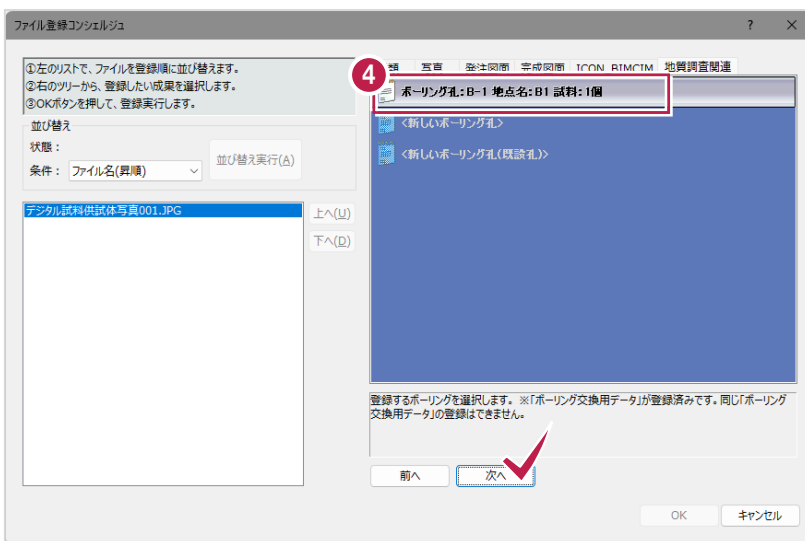 ファイル登録コンシェルジュ
? ×
①左のリストで、ファイルを登録順に並び替えます。
②右のツリーから、登録したい成果を選択します。
③OKボタンを押して、登録実行します。
並び替え
状態：
条件： ファイル名(昇順)
並び替え実行(A)
デジタル試料供試体写真001.JPG
上へ(U)
下へ(D)
写真 発注図面 完成図面 ICON BIMCIM 地質調査関連
4
ボーリング孔：B-1 地点名：B1 試料：1個
<新しいボーリング孔>
<新しいボーリング孔(既設孔)>
登録するボーリングを選択します。 ※「ボーリング交換用データ」が登録済みです。同じ「ボーリング
交換用データ」の登録はできません。
前へ
次へ
OK
キャンセル